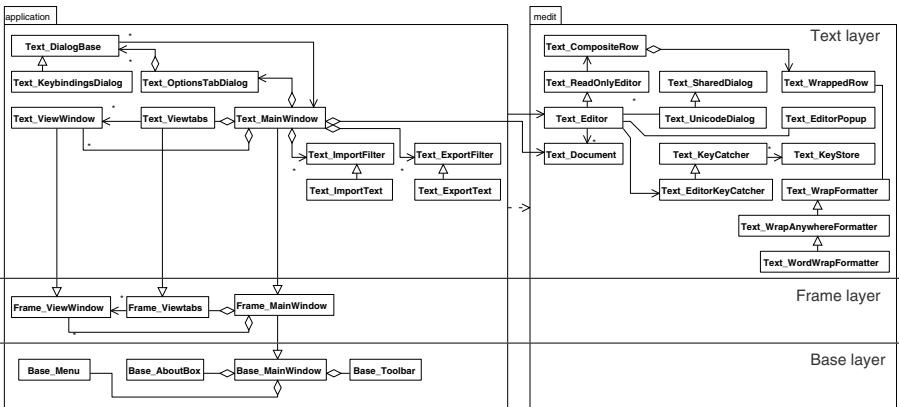 application
medit
Text layer
Text_DialogBase
*
*
Text_CompositeRow
Text_KeybindingsDialog
Text_OptionsTabDialog
Text_ReadOnlyEditor
Text_SharedDialog
Text_WrappedRow
*
Text_ViewWindow
*
Text_Viewtabs
Text_MainWindow
Text_Editor
Text_UnicodeDialog
Text_EditorPopup
*
*
Text_ImportFilter
Text_ExportFilter
Text_Document
Text_KeyCatcher
*
Text_KeyStore
*
*
Text_ImportText
Text_ExportText
Text_EditorKeyCatcher
Text_WrapFormatter
Text_WrapAnywhereFormatter
Text_WordWrapFormatter
Frame layer
Frame_ViewWindow
*
Frame_Viewtabs
Frame_MainWindow
*
Base layer
Base_Menu
Base_AboutBox
Base_MainWindow
Base_Toolbar